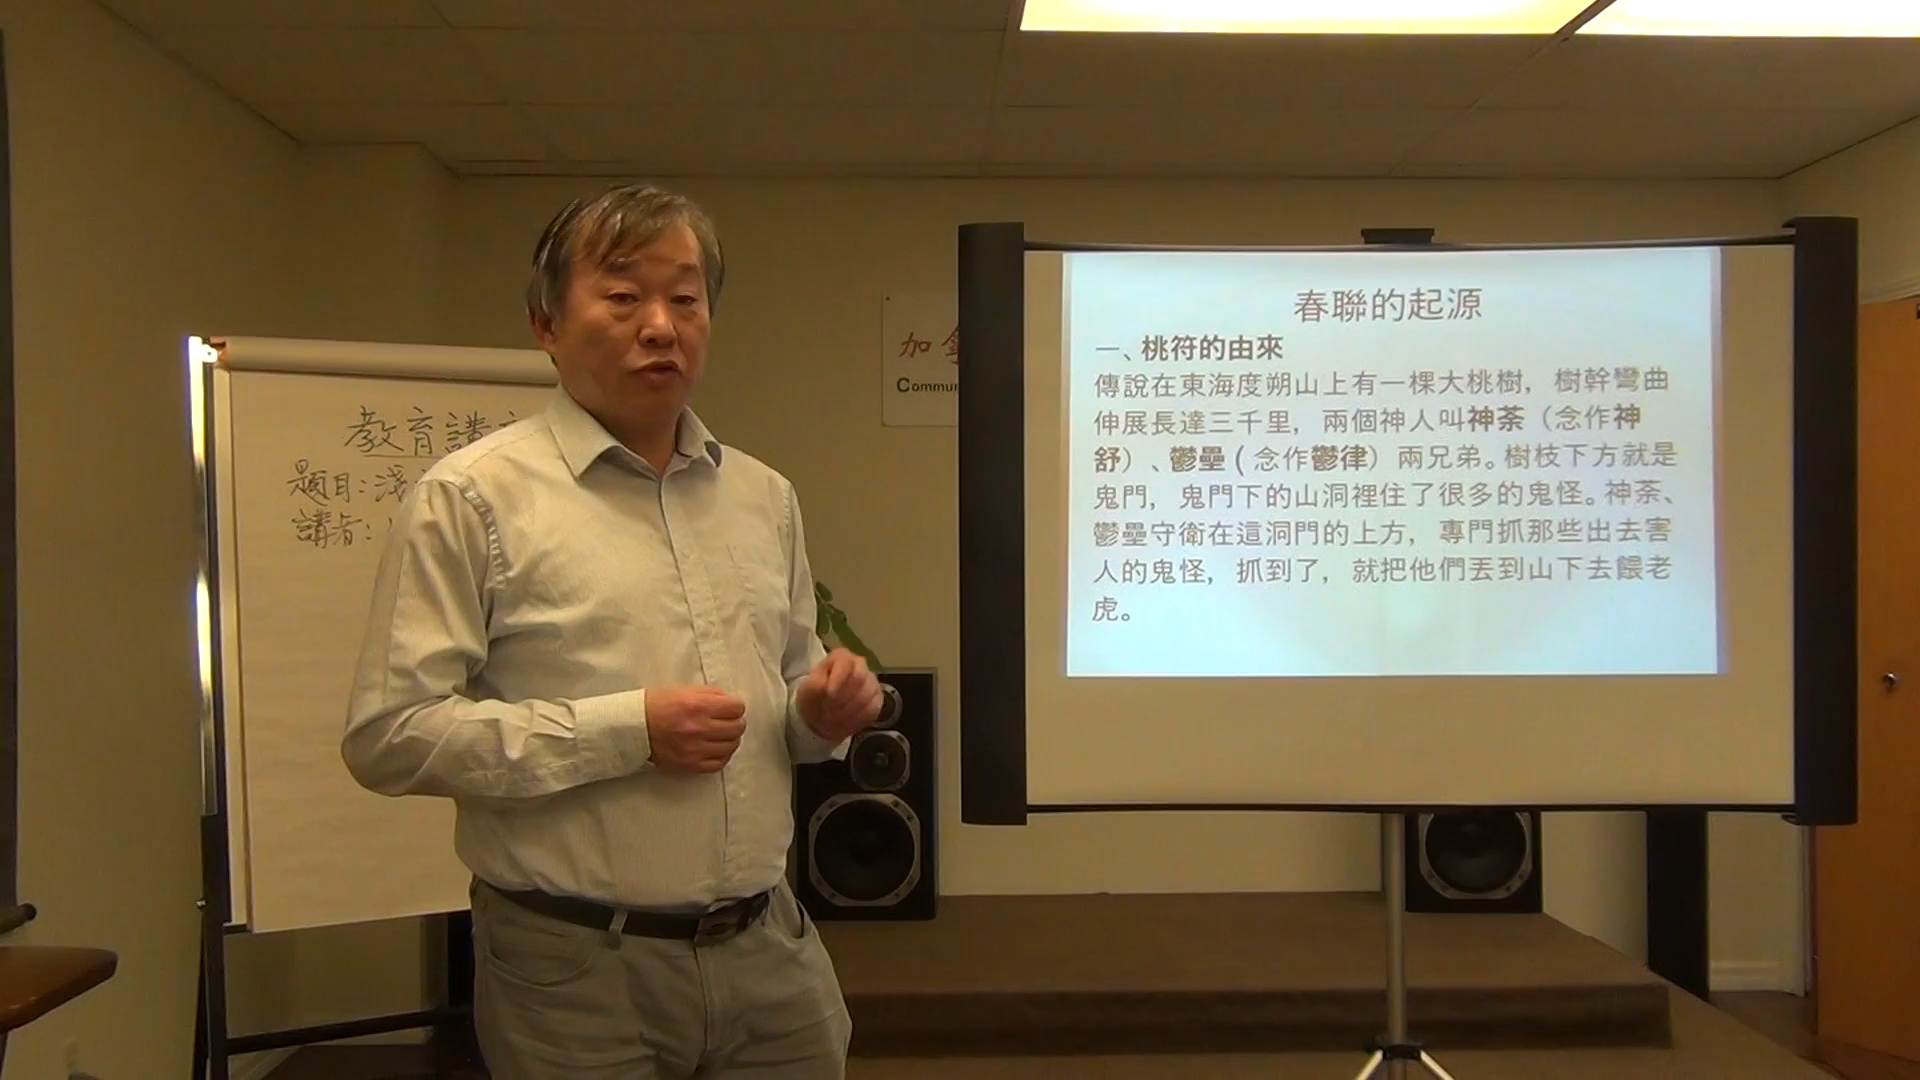 教育講
題目：淺
講者：
加拿
Commun
春聯的起源
一、桃符的由來
傳說在東海度朔山上有一棵大桃樹，樹幹彎曲
伸展長達三千里，兩個神人叫神荼（念作神
舒）、鬱壘（念作鬱律）兩兄弟。樹枝下方就是
鬼門，鬼門下的山洞裡住了很多的鬼怪。神荼、
鬱壘守衛在這洞門的上方，專門抓那些出去害
人的鬼怪，抓到了，就把他們丟到山下去餵老
虎。